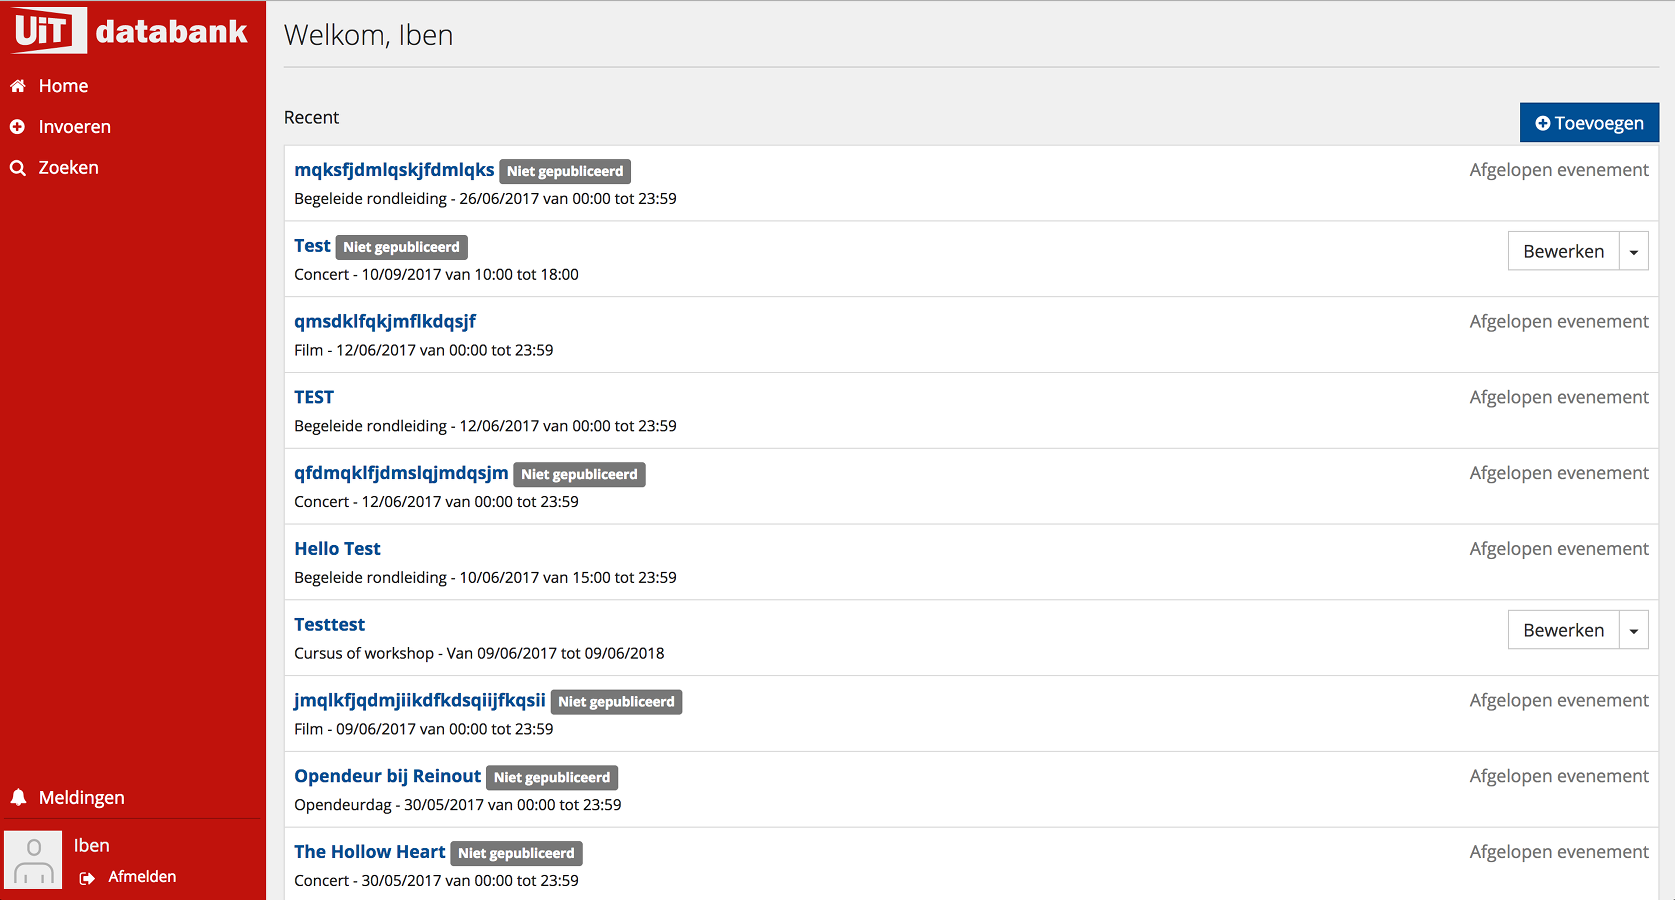 UiT databank
Home
Invoeren
Zoeken
Meldingen
Iben
Afmelden
Welkom, Iben
Recent
Toevoegen
mqksfjdmlqskjfdmlqks Niet gepubliceerd
Afgelopen evenement
Begeleide rondleiding - 26/06/2017 van 00:00 tot 23:59
Test Niet gepubliceerd
Bewerken
Concert - 10/09/2017 van 10:00 tot 18:00
qmsdklfqkjmflkdqsjf
Afgelopen evenement
Film - 12/06/2017 van 00:00 tot 23:59
TEST
Afgelopen evenement
Begeleide rondleiding - 12/06/2017 van 00:00 tot 23:59
qfdmqklfjdmslqjmdqsjm Niet gepubliceerd
Afgelopen evenement
Concert - 12/06/2017 van 00:00 tot 23:59
Hello Test
Afgelopen evenement
Begeleide rondleiding - 10/06/2017 van 15:00 tot 23:59
Testtest
Bewerken
Cursus of workshop - Van 09/06/2017 tot 09/06/2018
jmqlkfjqdmjiikdfkdsqiijfkqsii Niet gepubliceerd
Afgelopen evenement
Film - 09/06/2017 van 00:00 tot 23:59
Opendeur bij Reinout Niet gepubliceerd
Afgelopen evenement
Opendeurdag - 30/05/2017 van 00:00 tot 23:59
The Hollow Heart Niet gepubliceerd
Afgelopen evenement
Concert - 30/05/2017 van 00:00 tot 23:59